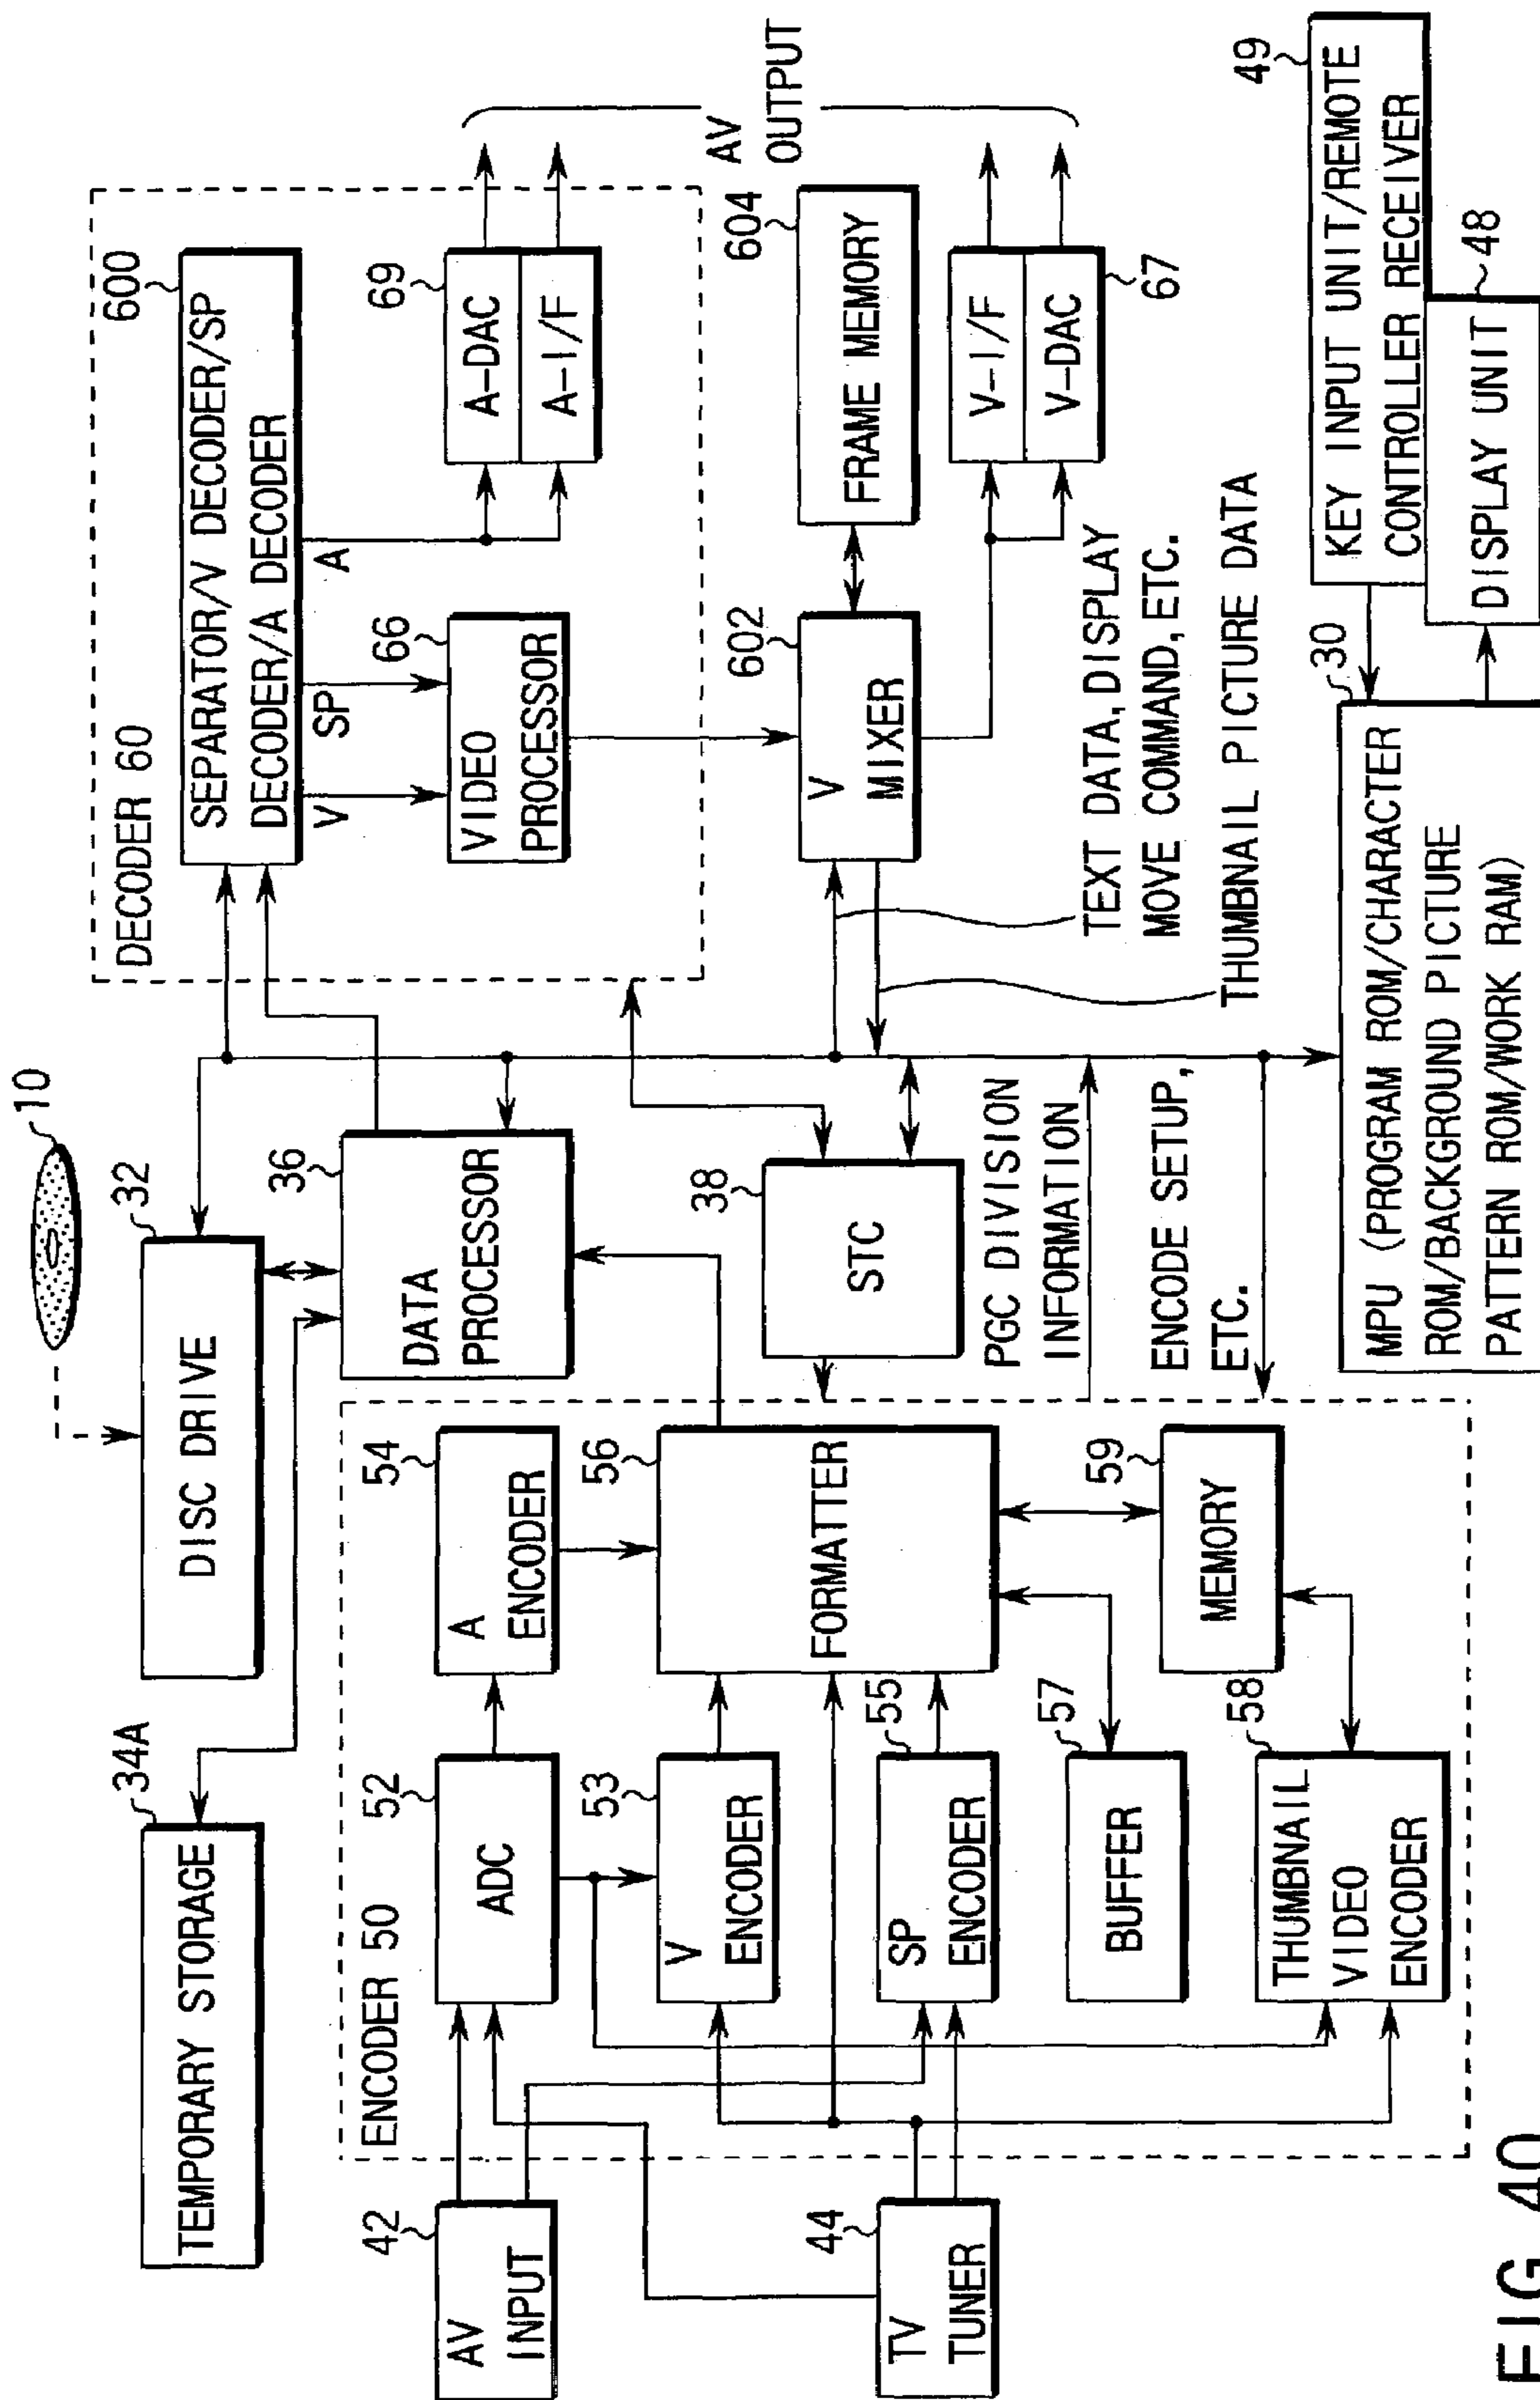 10
34A
TEMPORARY STORAGE
32
DISC DRIVE
36
DATA
PROCESSOR
DECODER 60
600
SEPARATOR/V DECODER/SP
DECODER/A DECODER
V
SP
A
66
VIDEO
PROCESSOR
69
A-DAC
A-I/F
AV
OUTPUT
602
V
MIXER
604
FRAME MEMORY
V-I/F
V-DAC
67
TEXT DATA, DISPLAY
MOVE COMMAND, ETC.
THUMBNAIL PICTURE DATA
38
STC
PGC DIVISION
INFORMATION
ENCODE SETUP,
ETC.
ENCODER 50
42
AV
INPUT
44
TV
TUNER
52
ADC
54
A
ENCODER
53
V
ENCODER
56
FORMATTER
55
SP
ENCODER
57
BUFFER
59
MEMORY
58
THUMBNAIL
VIDEO
ENCODER
30
MPU (PROGRAM ROM/CHARACTER
ROM/BACKGROUND PICTURE
PATTERN ROM/WORK RAM)
49
KEY INPUT UNIT/REMOTE
CONTROLLER RECEIVER
48
DISPLAY UNIT
FIG. 40